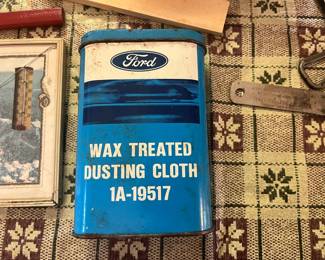 Ford
WAX TREATED
DUSTING CLOTH
1A-19517